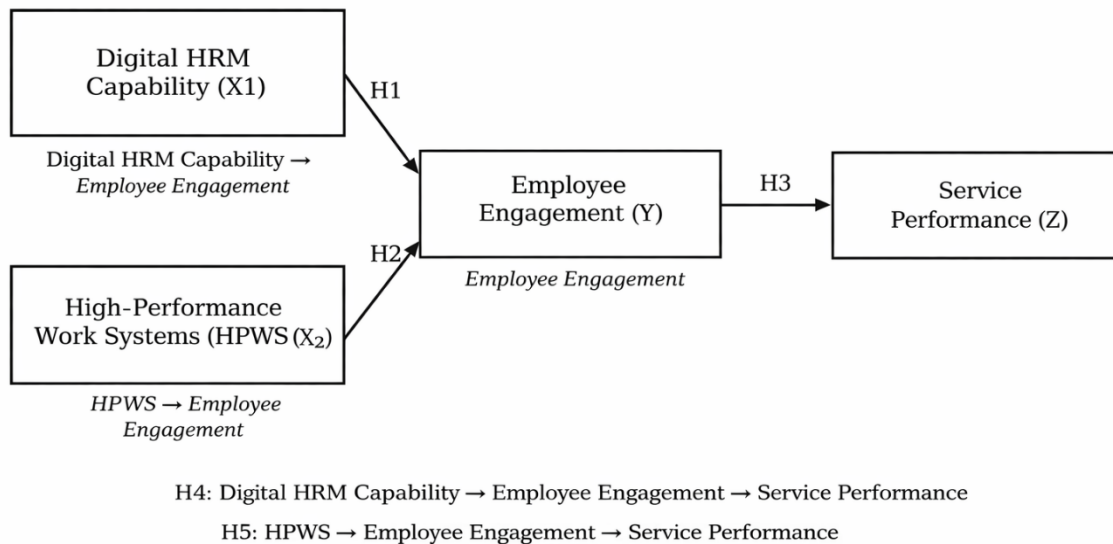 Digital HRM
Capability (X1)
H1
Digital HRM Capability →
Employee Engagement
Employee
Engagement (Y)
H3
Service
Performance (Z)
H2
Employee Engagement
High-Performance
Work Systems (HPWS (X₂)
HPWS → Employee
Engagement
H4: Digital HRM Capability → Employee Engagement → Service Performance
H5: HPWS → Employee Engagement → Service Performance